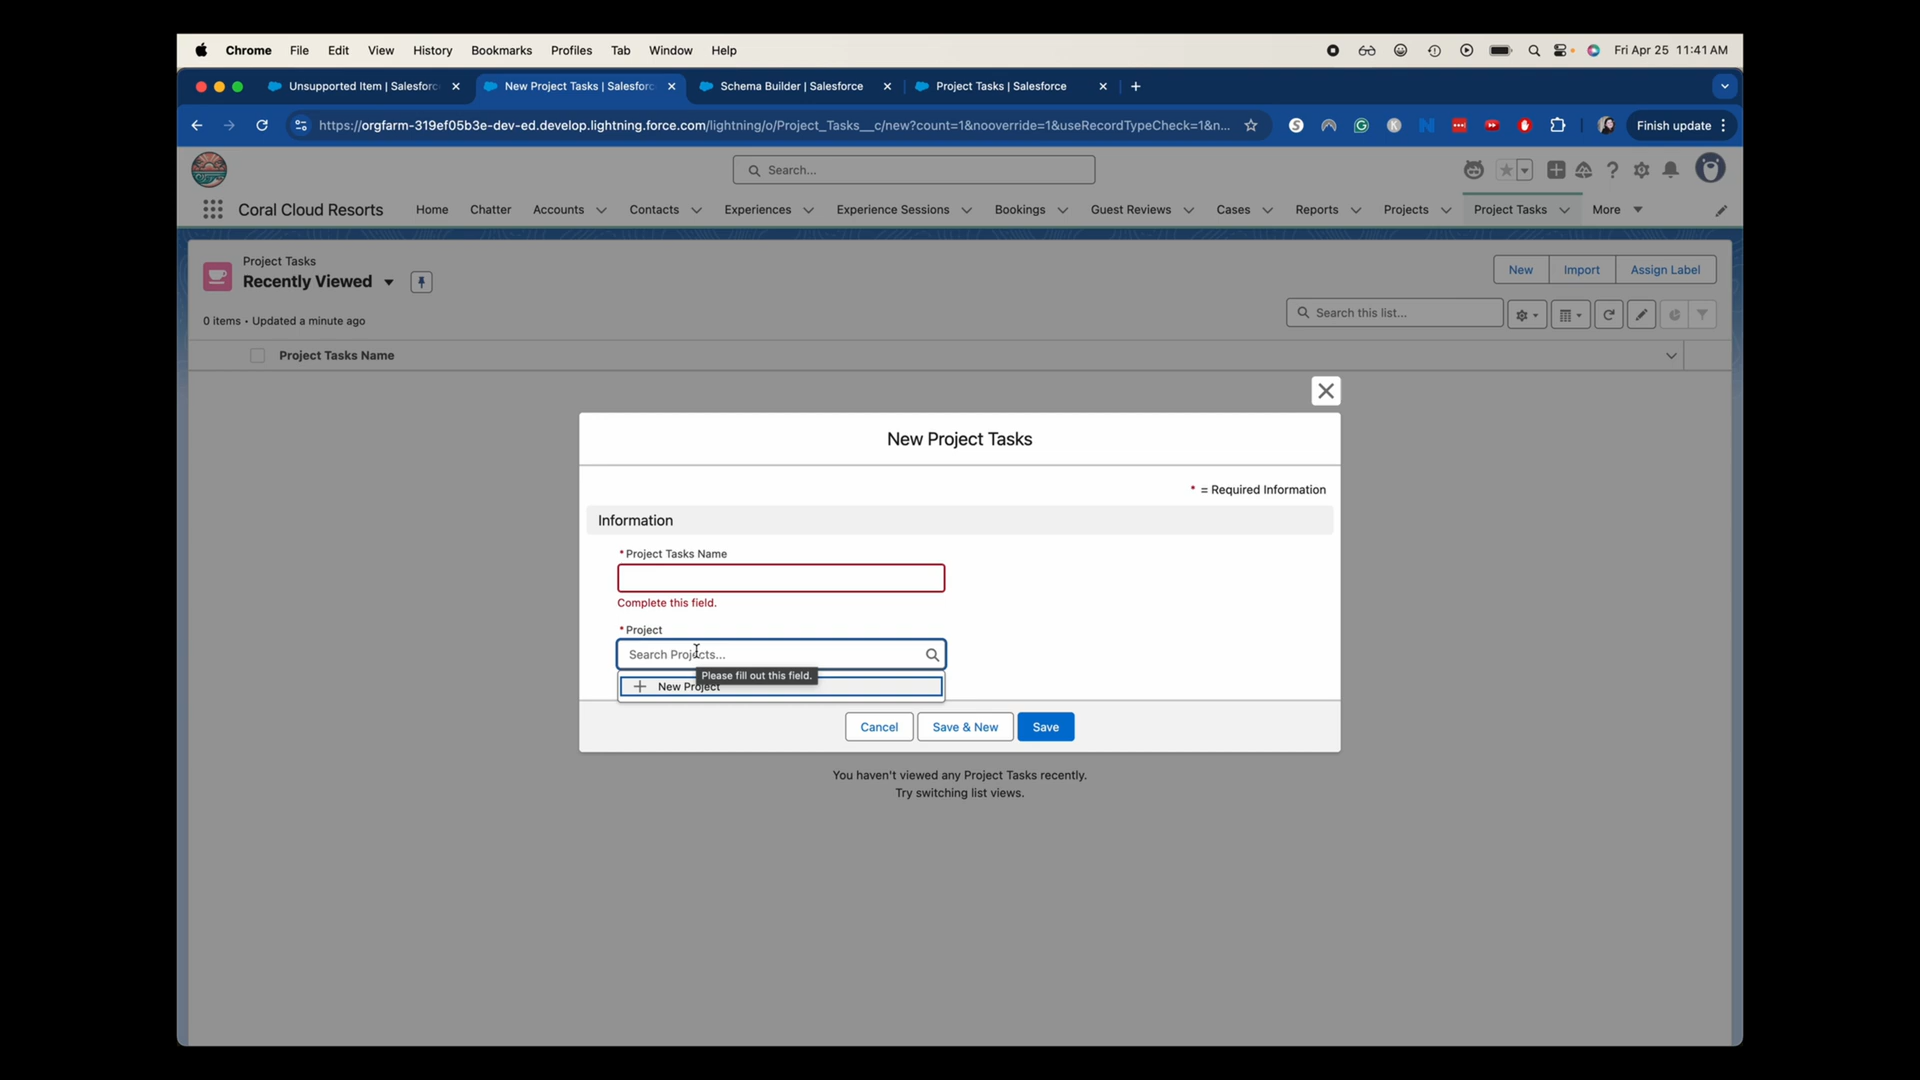 Chrome File Edit View History Bookmarks Profiles Tab Window Help Fri Apr 25 11:41 AM
Unsupported Item | Salesforc New Project Tasks | Salesforc Schema Builder | Salesforce Project Tasks | Salesforce
https://orgfarm-319ef05b3e-dev-ed.develop.lightning.force.com/lightning/o/Project_Tasks__c/new?count=1&nooverride=1&useRecordTypeCheck=1&n... Finish update
Search...
Coral Cloud Resorts Home Chatter Accounts Contacts Experiences Experience Sessions Bookings Guest Reviews Cases Reports Projects Project Tasks More
Project Tasks
Recently Viewed
New Import Assign Label
0 items • Updated a minute ago
Search this list...
Project Tasks Name
New Project Tasks
* = Required Information
Information
*Project Tasks Name
Complete this field.
*Project
Search Projects...
Please fill out this field.
New Project
Cancel Save & New Save
You haven't viewed any Project Tasks recently.
Try switching list views.